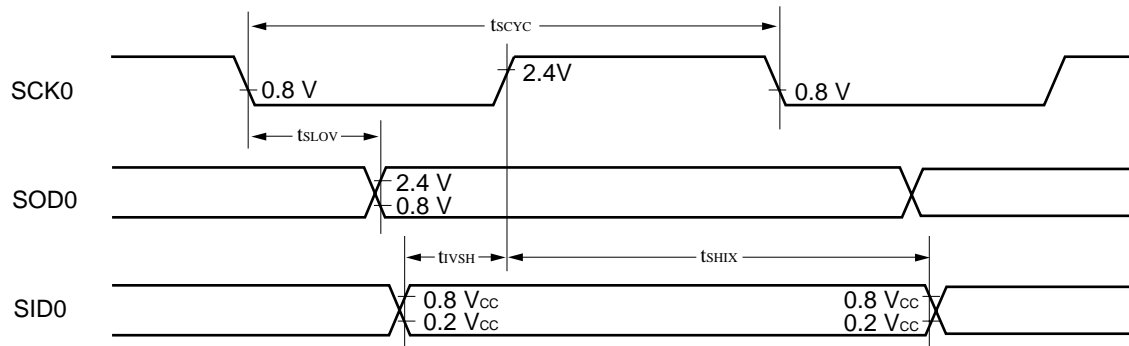 tSCYC
SCK0
0.8 V
2.4V
0.8 V
tSLOV
SOD0
2.4 V
0.8 V
tIVSH
tSHIX
SID0
0.8 VCC
0.2 VCC
0.8 VCC
0.2 VCC